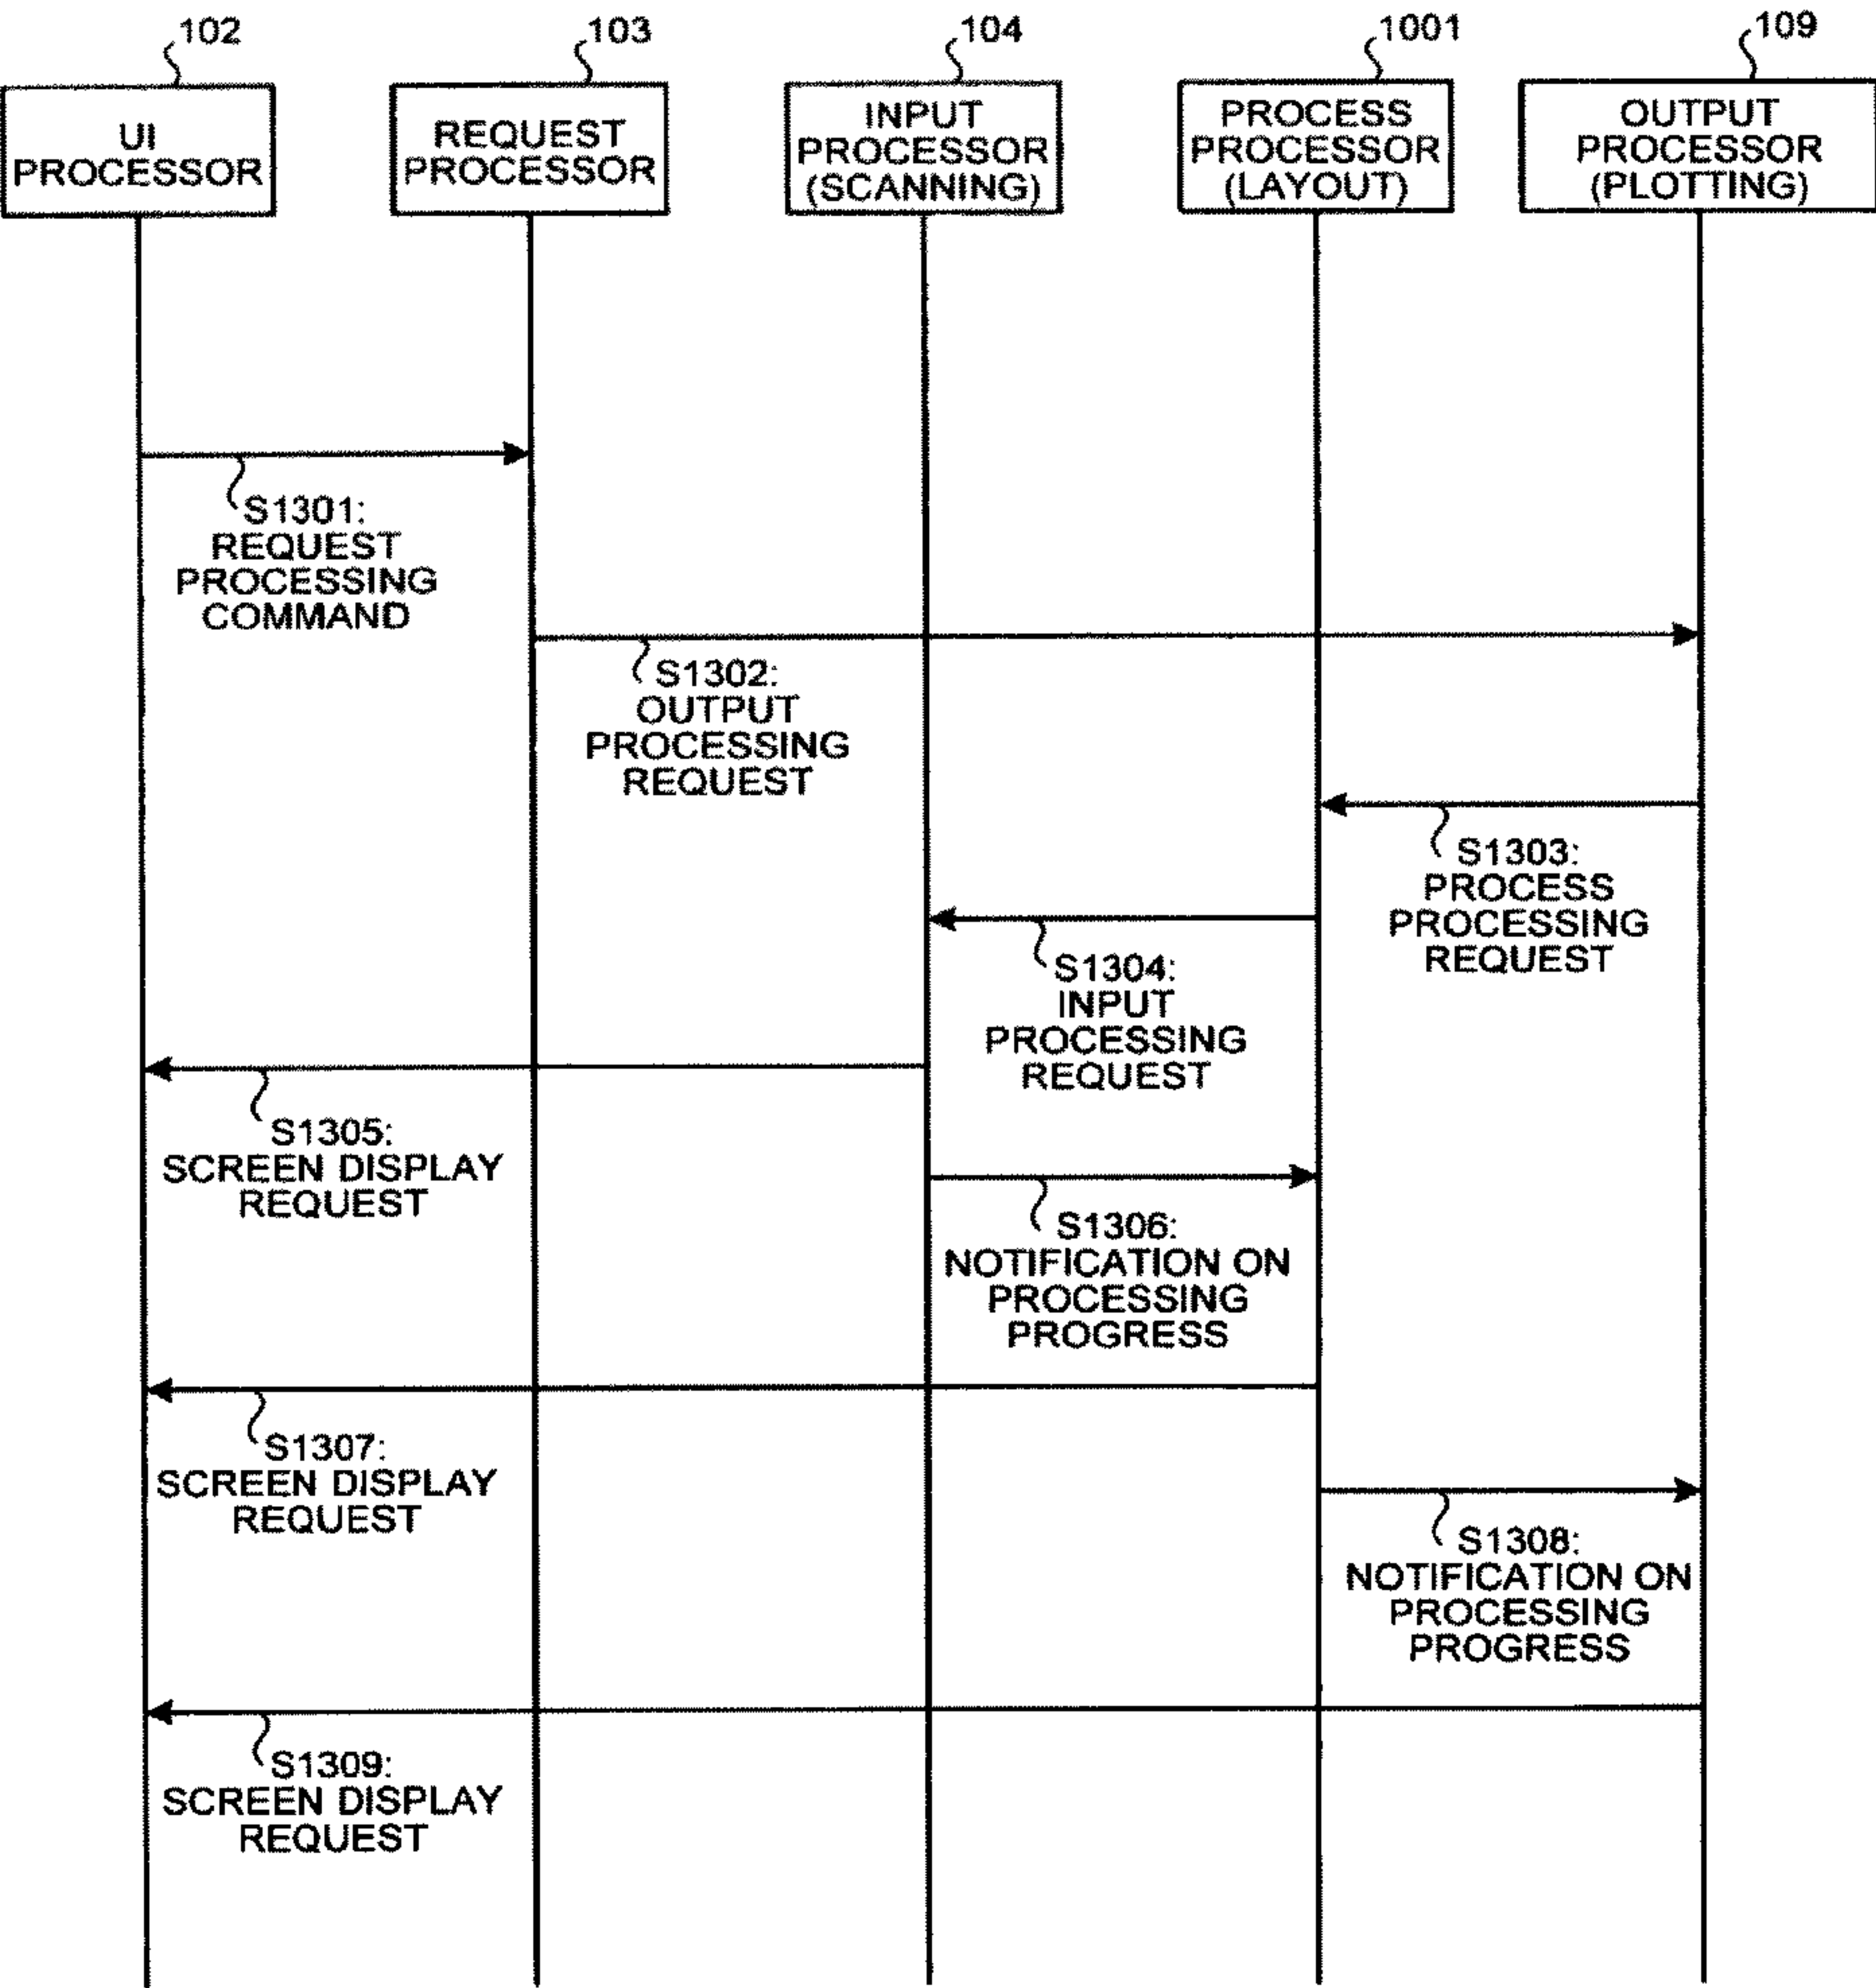 102
103
104
1001
109
UI
PROCESSOR
REQUEST
PROCESSOR
INPUT
PROCESSOR
(SCANNING)
PROCESS
PROCESSOR
(LAYOUT)
OUTPUT
PROCESSOR
(PLOTTING)
S1301:
REQUEST
PROCESSING
COMMAND
S1302:
OUTPUT
PROCESSING
REQUEST
S1303:
PROCESS
PROCESSING
REQUEST
S1304:
INPUT
PROCESSING
REQUEST
S1305:
SCREEN DISPLAY
REQUEST
S1306:
NOTIFICATION ON
PROCESSING
PROGRESS
S1307:
SCREEN DISPLAY
REQUEST
S1308:
NOTIFICATION ON
PROCESSING
PROGRESS
S1309:
SCREEN DISPLAY
REQUEST